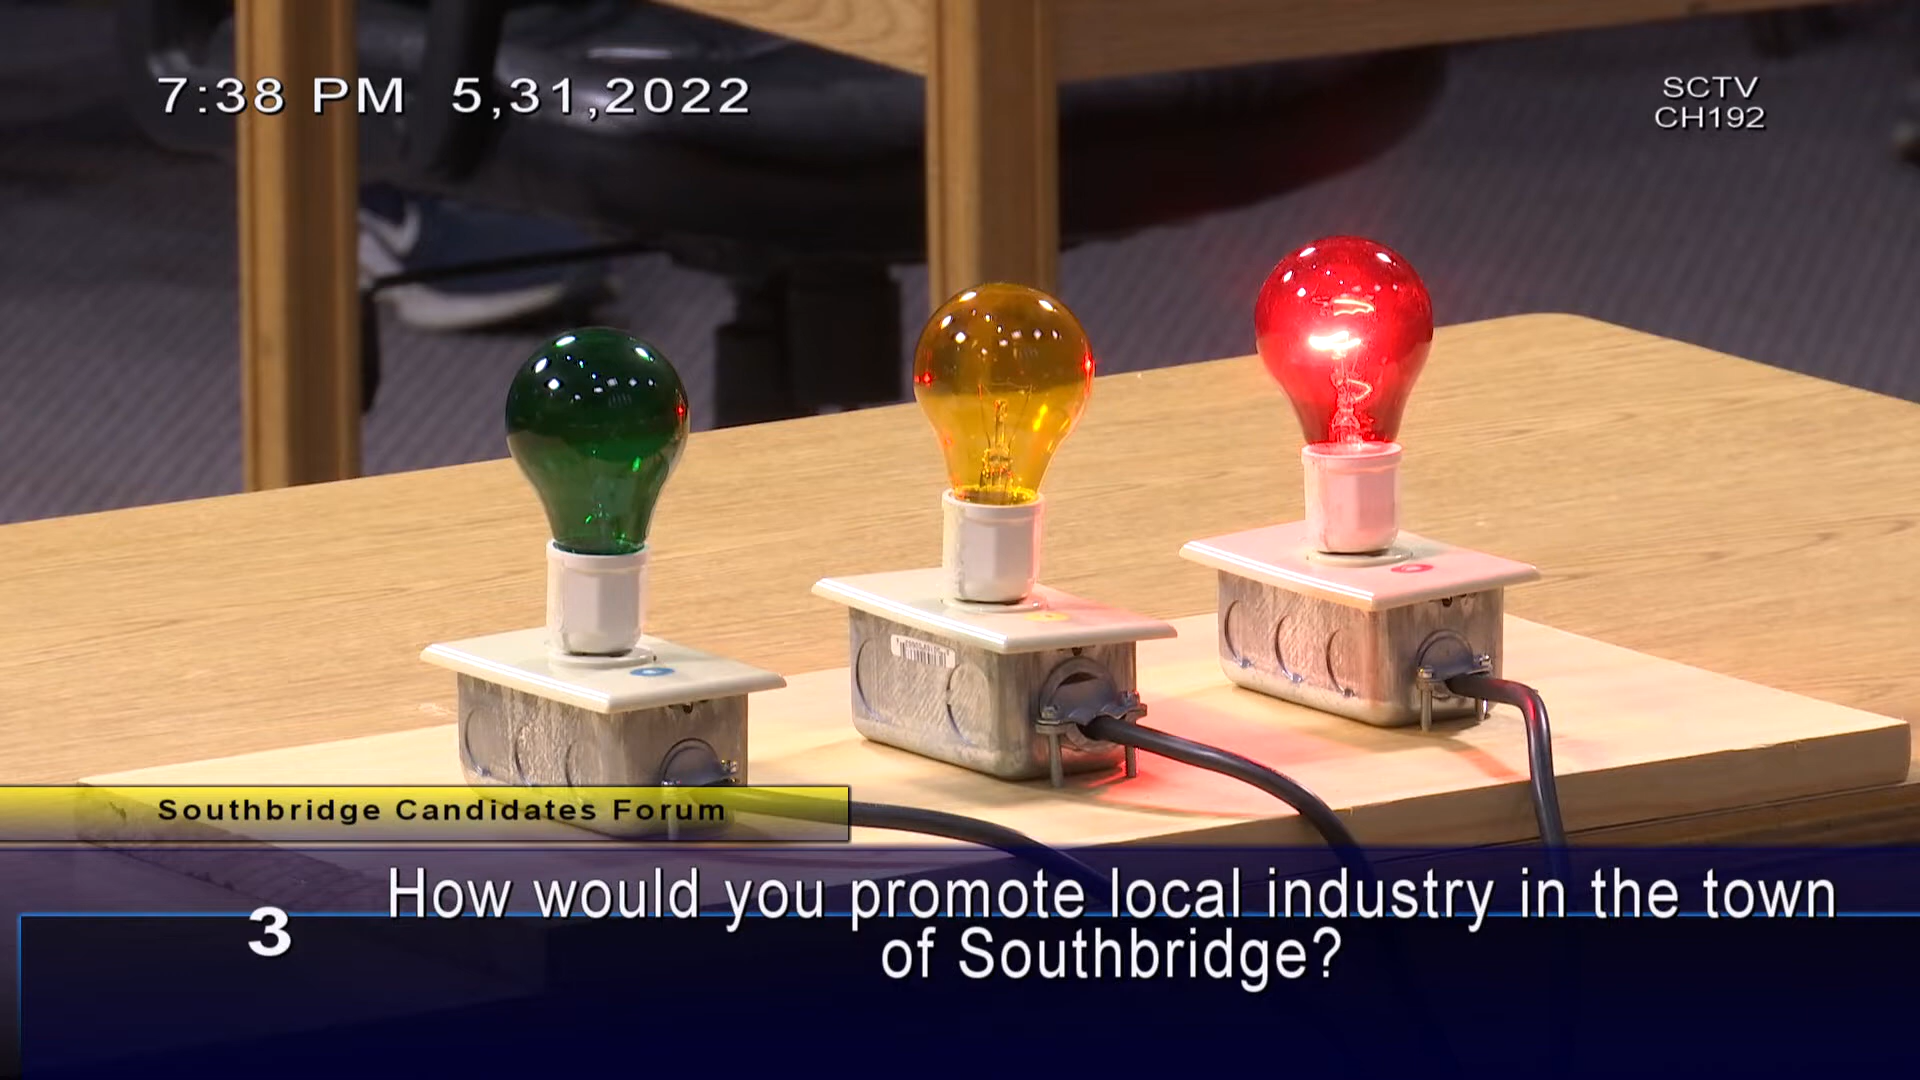 7:38 PM 5,31,2022
SCTV
CH192
Southbridge Candidates Forum
3
How would you promote local industry in the town
of Southbridge?